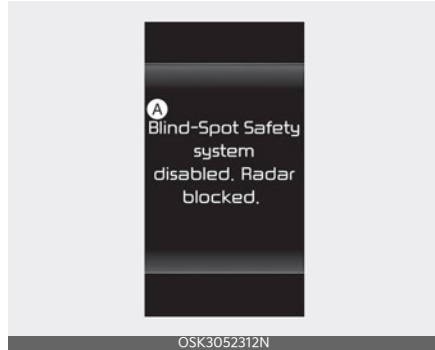 A
Blind-Spot Safety
system
disabled. Radar
blocked.
OSK3052312N